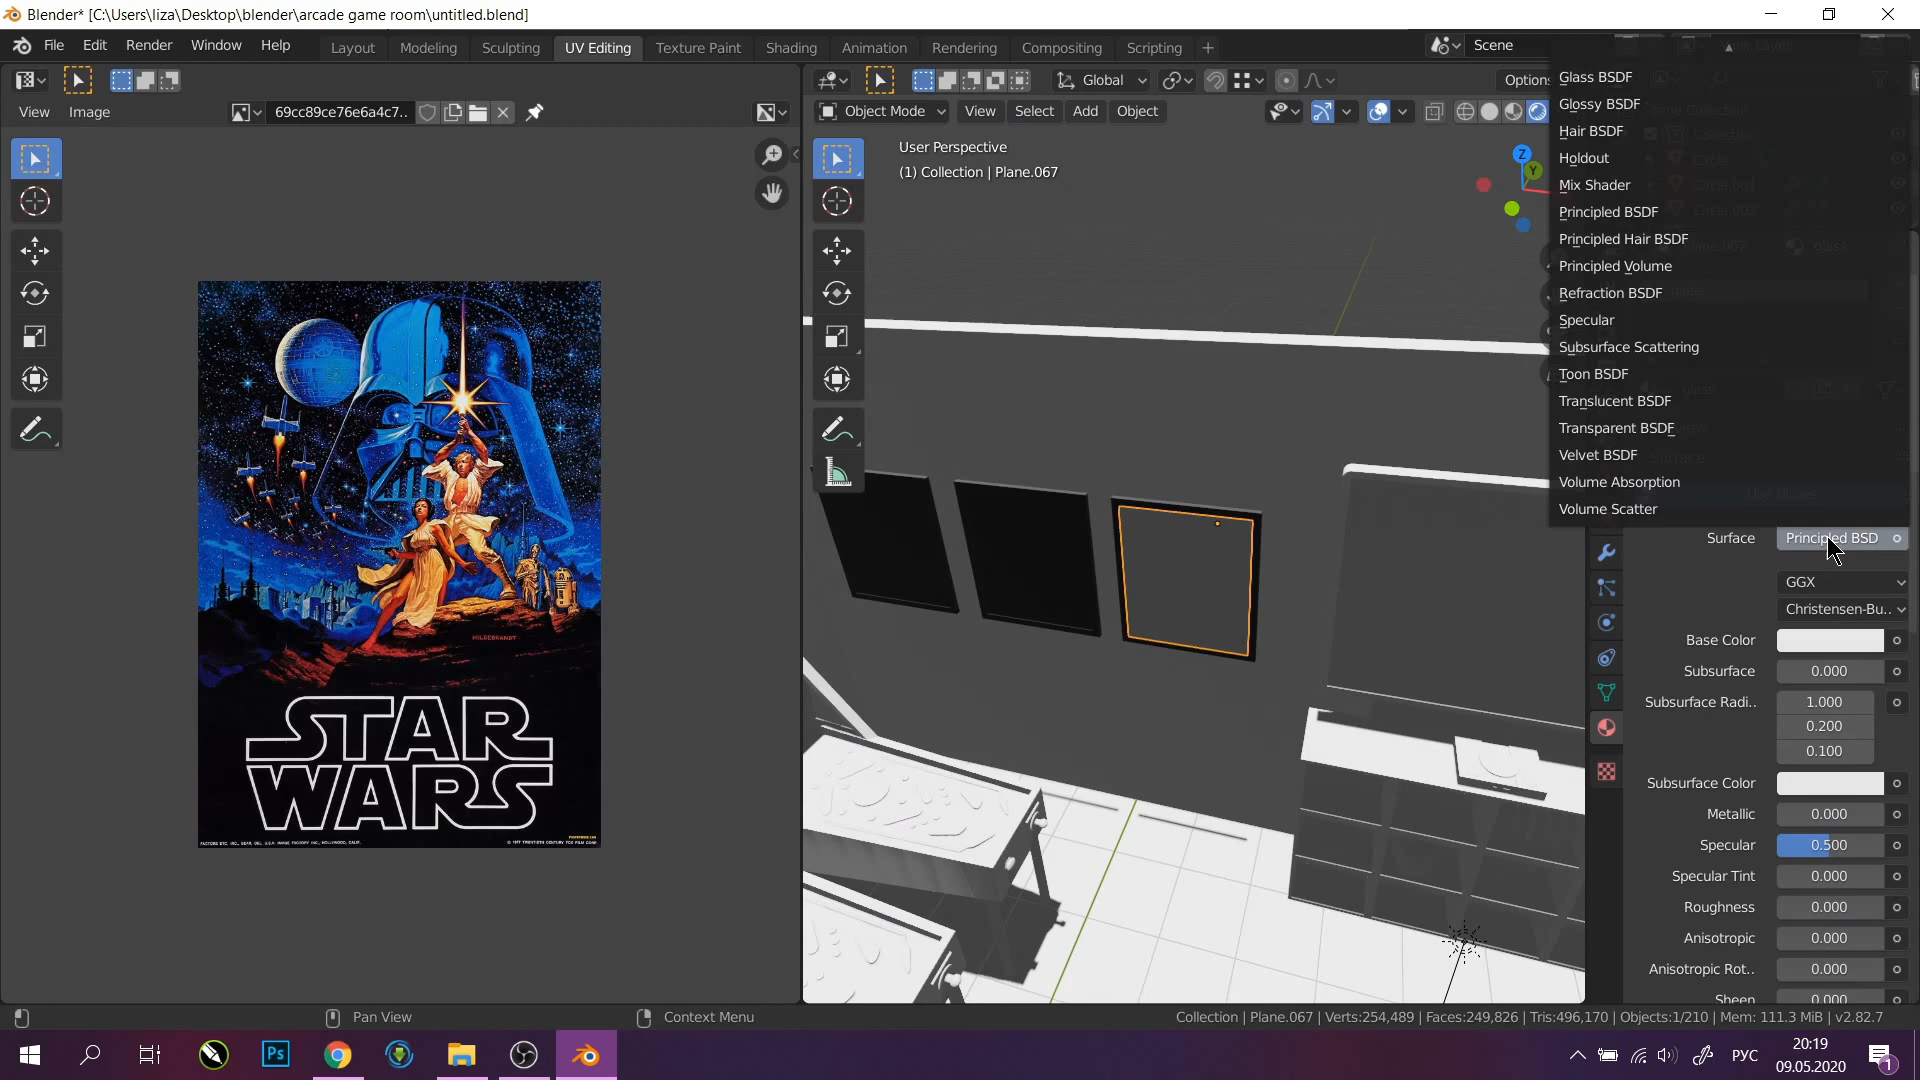 Blender* [C:\Users\liza\Desktop\blender\arcade game room\untitled.blend]
File Edit Render Window Help Layout Modeling Sculpting UV Editing Texture Paint Shading Animation Rendering Compositing Scripting + Scene
Global Options
View Image 69cc89ce76e6a4c7.. Object Mode View Select Add Object
User Perspective
(1) Collection | Plane.067
Z
Y
Glass BSDF
Glossy BSDF
Hair BSDF
Holdout
Mix Shader
Principled BSDF
Principled Hair BSDF
Principled Volume
Refraction BSDF
Specular
Subsurface Scattering
Toon BSDF
Translucent BSDF
Transparent BSDF
Velvet BSDF
Volume Absorption
Volume Scatter
Surface Principled BSD
GGX
Christensen-Bu..
Base Color
Subsurface 0.000
Subsurface Radi.. 1.000
0.200
0.100
Subsurface Color
Metallic 0.000
Specular 0.500
Specular Tint 0.000
Roughness 0.000
Anisotropic 0.000
Anisotropic Rot.. 0.000
Sheen 0.000
HILDEBRANDT
STAR
WARS
Pan View Context Menu Collection | Plane.067 | Verts:254,489 | Faces:249,826 | Tris:496,170 | Objects:1/210 | Mem: 111.3 MiB | v2.82.7
Ps РУС 20:19
09.05.2020
1